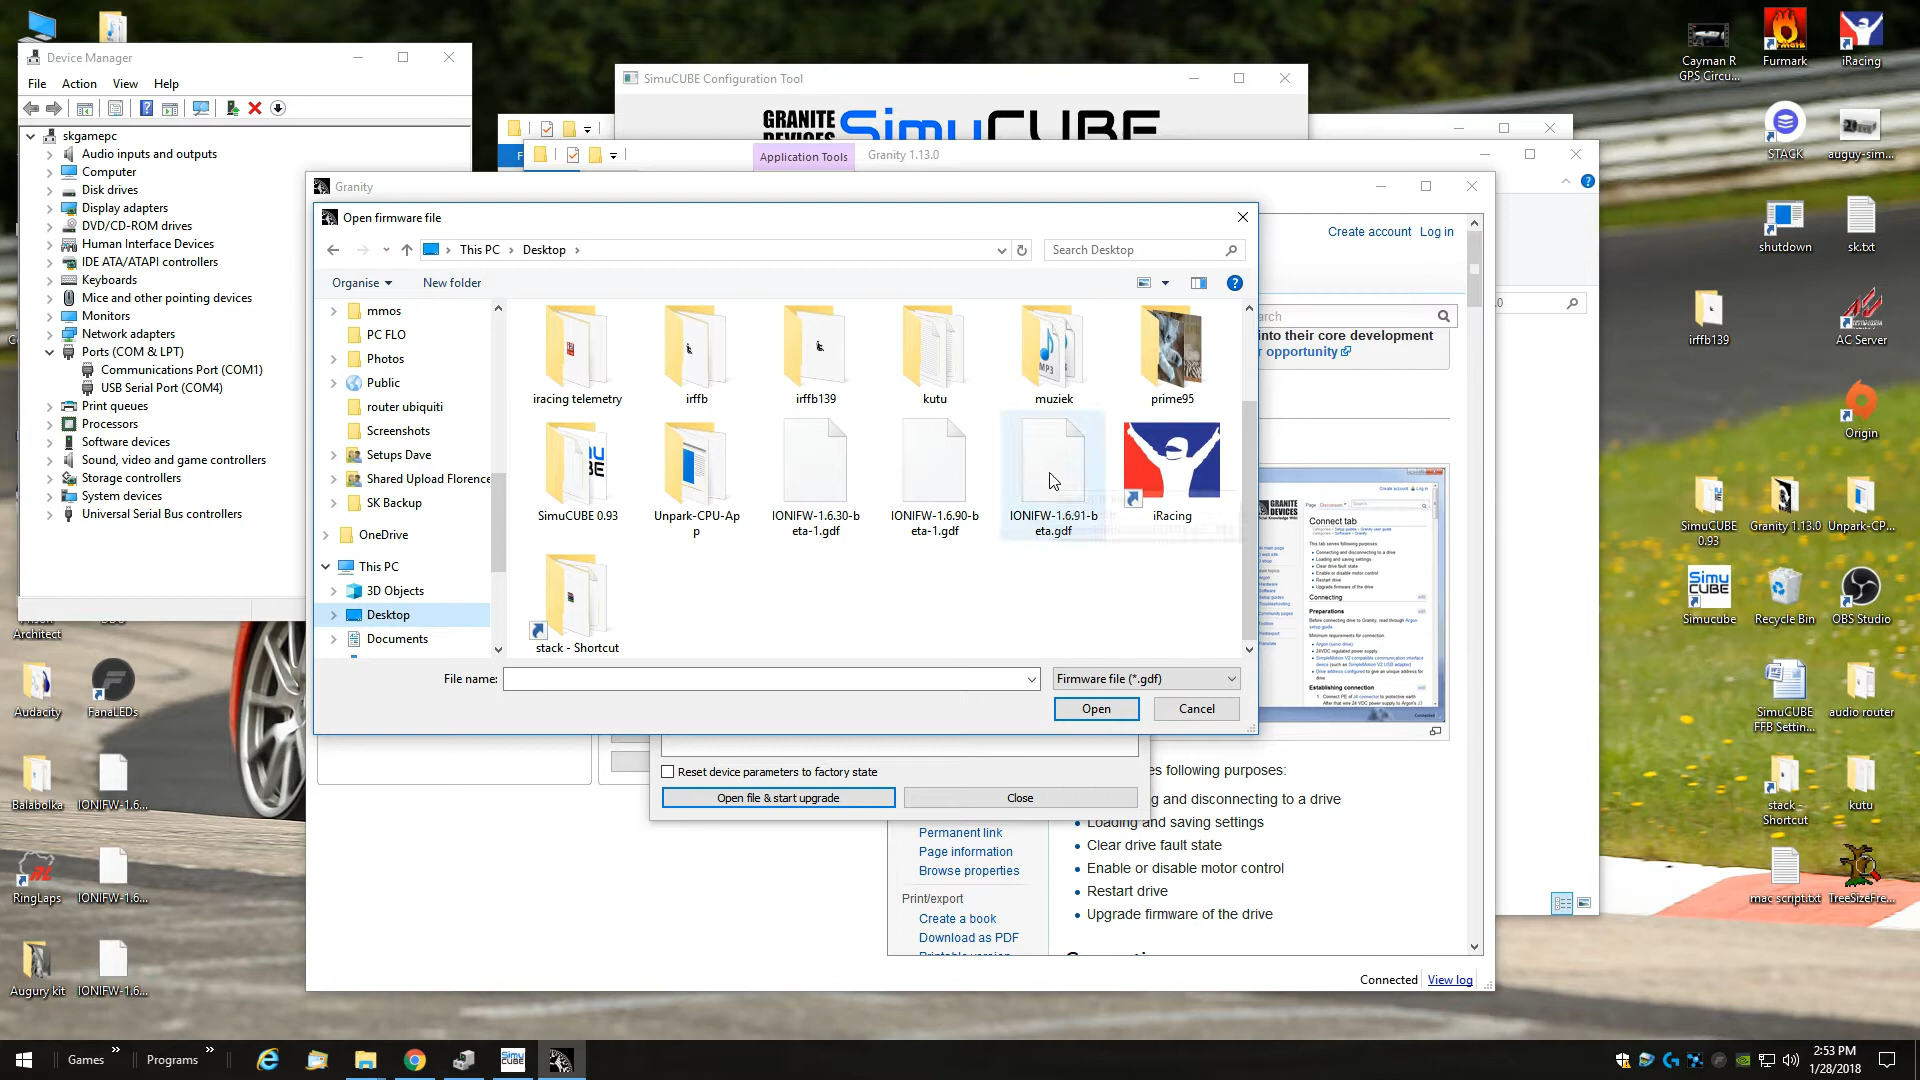 Device Manager
File Action View Help
skgamepc
Audio inputs and outputs
Computer
Disk drives
Display adapters
DVD/CD-ROM drives
Human Interface Devices
IDE ATA/ATAPI controllers
Keyboards
Mice and other pointing devices
Monitors
Network adapters
Ports (COM & LPT)
Communications Port (COM1)
USB Serial Port (COM4)
Print queues
Processors
Software devices
Sound, video and game controllers
Storage controllers
System devices
Universal Serial Bus controllers
SimuCUBE Configuration Tool
GRANITE
DEVICES
SimuCUBE
Application Tools
Granity 1.13.0
Granity
Open firmware file
This PC
Desktop
Search Desktop
Organise
New folder
mmos
PC FLO
Photos
Public
router ubiquiti
Screenshots
Setups Dave
Shared Upload Florence
SK Backup
OneDrive
This PC
3D Objects
Desktop
Documents
iracing telemetry
irffb
irffb139
kutu
muziek
prime95
SimuCUBE 0.93
Unpark-CPU-Ap
p
IONIFW-1.6.30-b
eta-1.gdf
IONIFW-1.6.90-b
eta-1.gdf
IONIFW-1.6.91-b
eta.gdf
iRacing
stack - Shortcut
File name:
Firmware file (*.gdf)
Open
Cancel
Reset device parameters to factory state
Open file & start upgrade
Close
Create account Log in
arch
into their core development
r opportunity
Connect tab
Connecting
Preparations
Establishing connection
es following purposes:
g and disconnecting to a drive
Loading and saving settings
Clear drive fault state
Enable or disable motor control
Restart drive
Upgrade firmware of the drive
Permanent link
Page information
Browse properties
Print/export
Create a book
Download as PDF
Connected
View log
Cayman R
GPS Circu...
Furmark
iRacing
STACK
auguy-sim...
shutdown
sk.txt
irffb139
AC Server
Origin
SimuCUBE
0.93
Granity 1.13.0
Unpark-CP...
Simu
CUBE
Simucube
Recycle Bin
OBS Studio
SimuCUBE
FFB Settin...
audio router
stack -
Shortcut
kutu
mac script.txt
TreeSizeFre...
Architect
Audacity
FanaLEDs
Balabolka
IONIFW-1.6...
RingLaps
IONIFW-1.6...
Augury kit
IONIFW-1.6...
Games
Programs
2:53 PM
1/28/2018